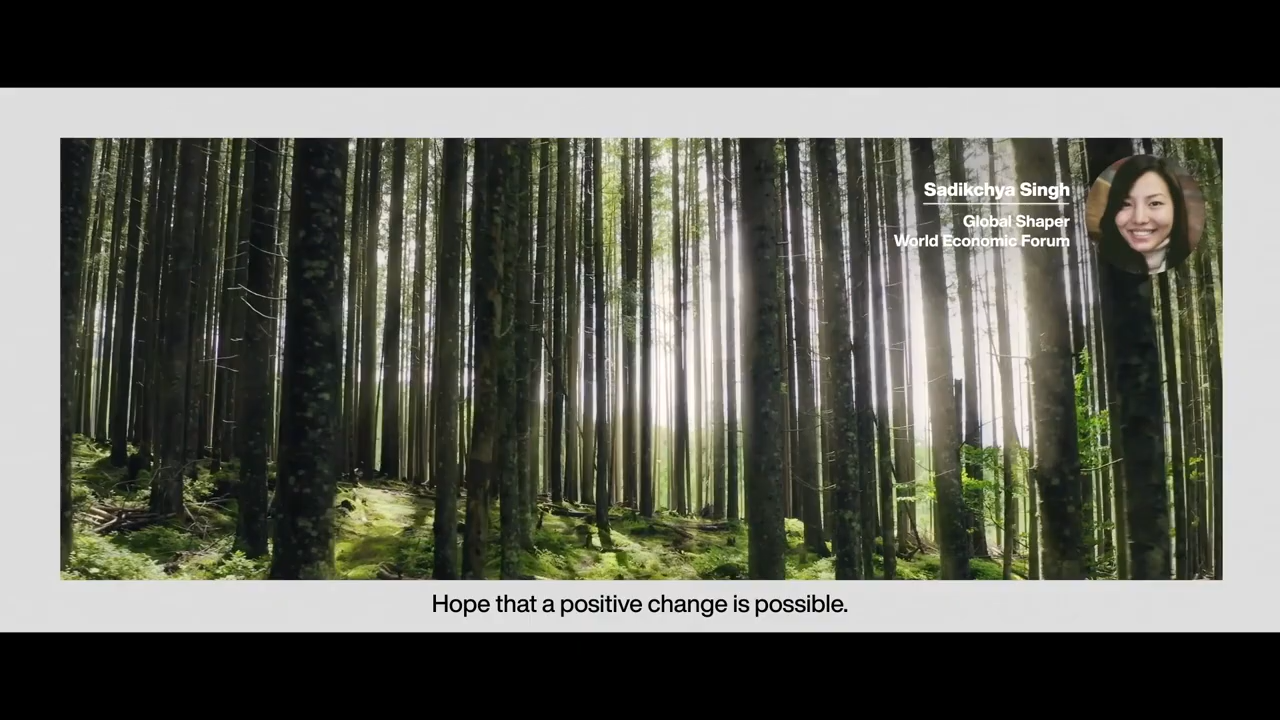 Sadikchya Singh
Global Shaper
World Economic Forum
Hope that a positive change is possible.